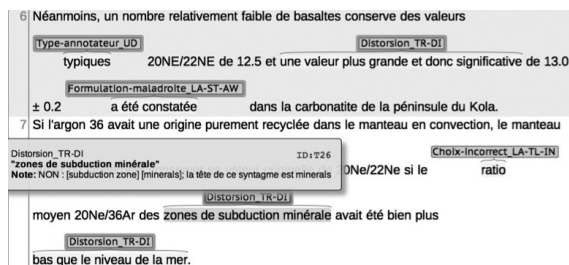 6 Néanmoins, un nombre relativement faible de basaltes conserve des valeurs
Type-annotateur_UD Distorsion_TR-DI
typiques 20NE/22NE de 12.5 et une valeur plus grande et donc significative de 13.0
Formulation-maladroite_LA-ST-AW
± 0.2 a été constatée dans la carbonatite de la péninsule du Kola.
7 Si l'argon 36 avait une origine purement recyclée dans le manteau en convection, le manteau
Distorsion_TR-DI ID:T26
Choix-Incorrect_LA-TL-IN
"zones de subduction minérale"
0Ne/22Ne si le ratio
Note: NON : [subduction zone] [minerals]; la tête de ce syntagme est minerals
Distorsion_TR-DI
moyen 20Ne/36Ar des zones de subduction minérale avait été bien plus
Distorsion_TR-DI
bas que le niveau de la mer.